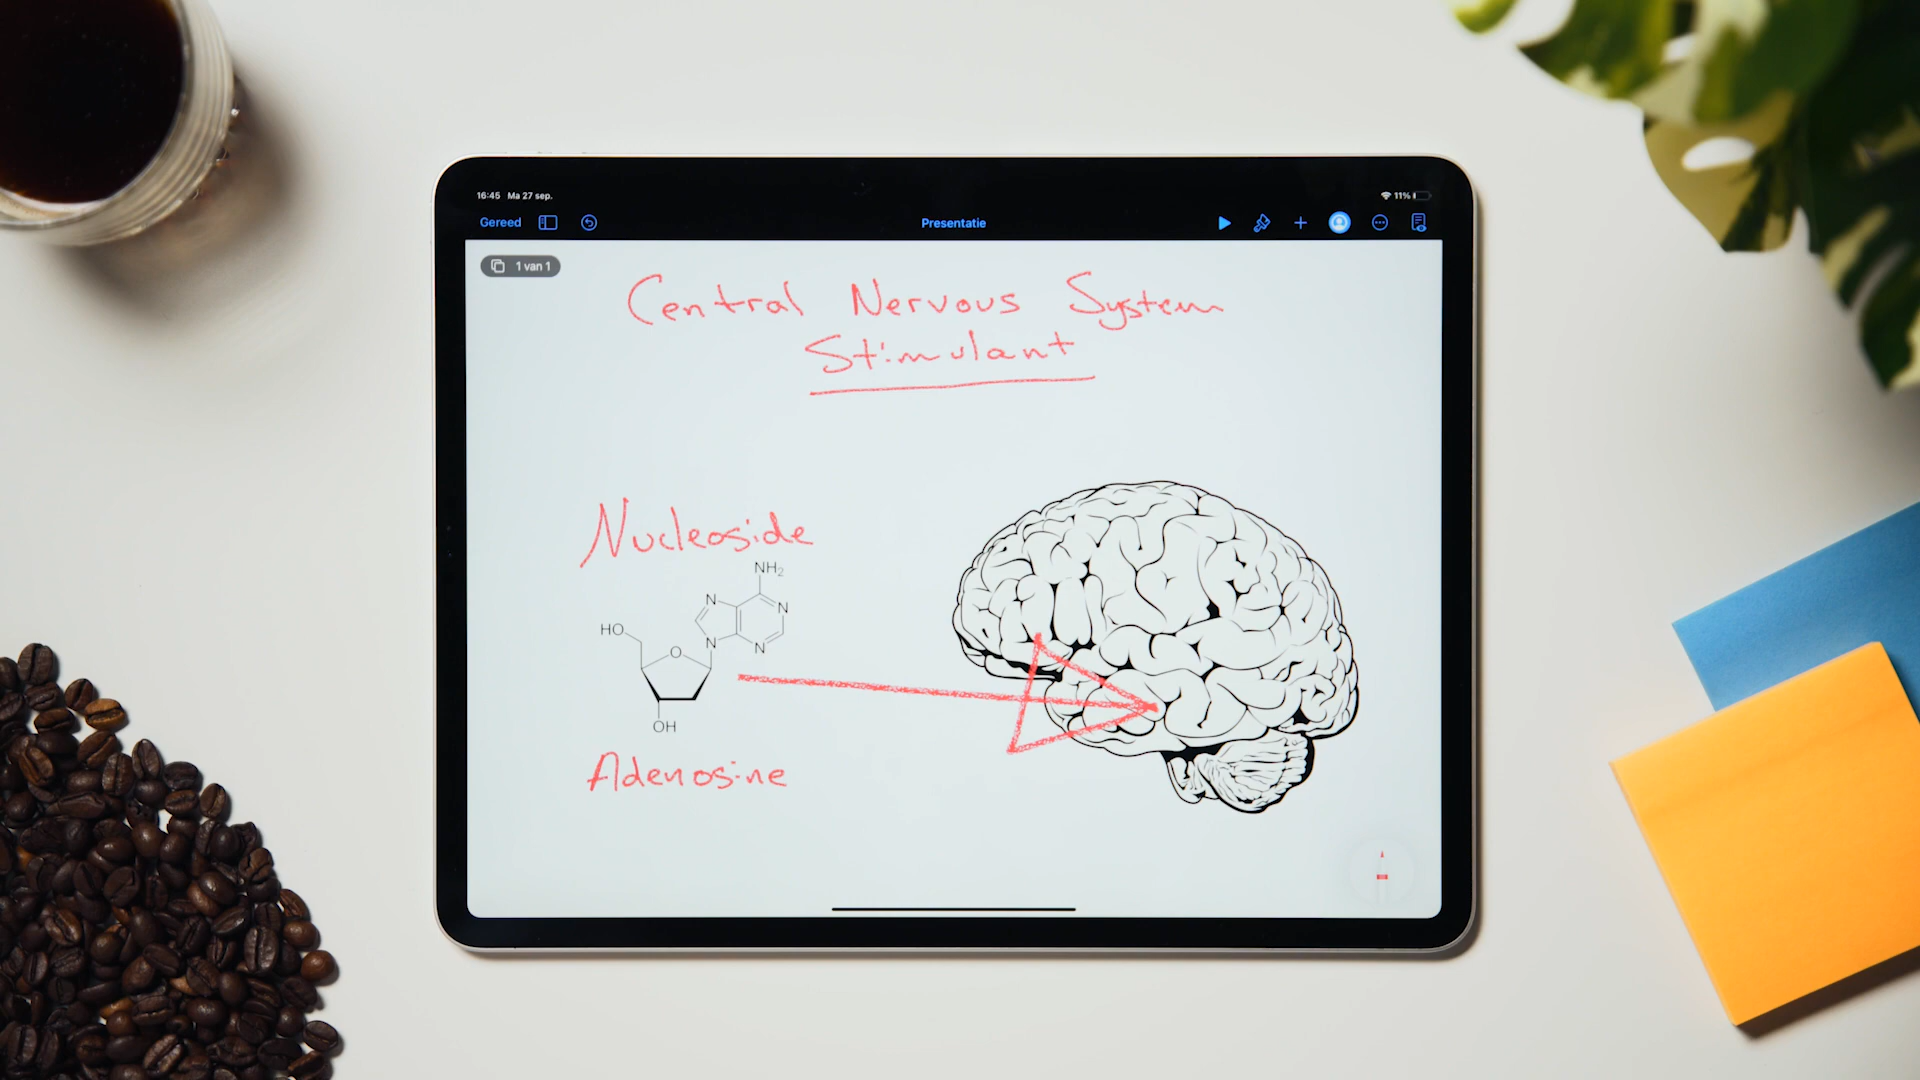 16:45 Ma 27 sep.
11%
Gereed
Presentatie
1 van 1
Central Nervous System
Stimulant
Nucleoside
NH₂
N
N
N
N
HO
O
OH
Adenosine